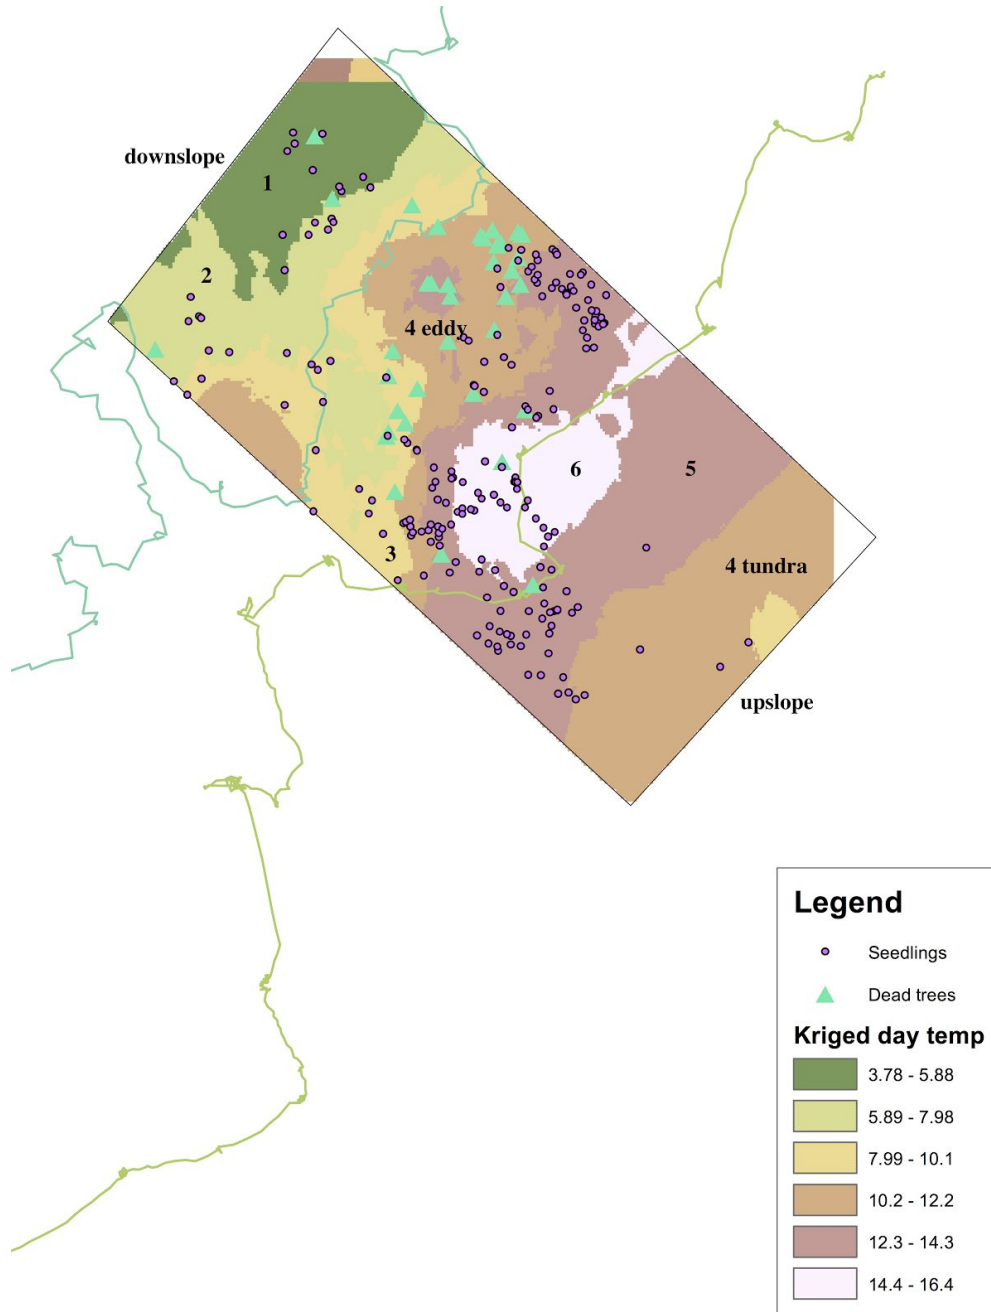 downslope
1
2
4 eddy
6
5
3
4 tundra
upslope
Legend
Seedlings
Dead trees
Kriged day temp
3.78 - 5.88
5.89 - 7.98
7.99 - 10.1
10.2 - 12.2
12.3 - 14.3
14.4 - 16.4